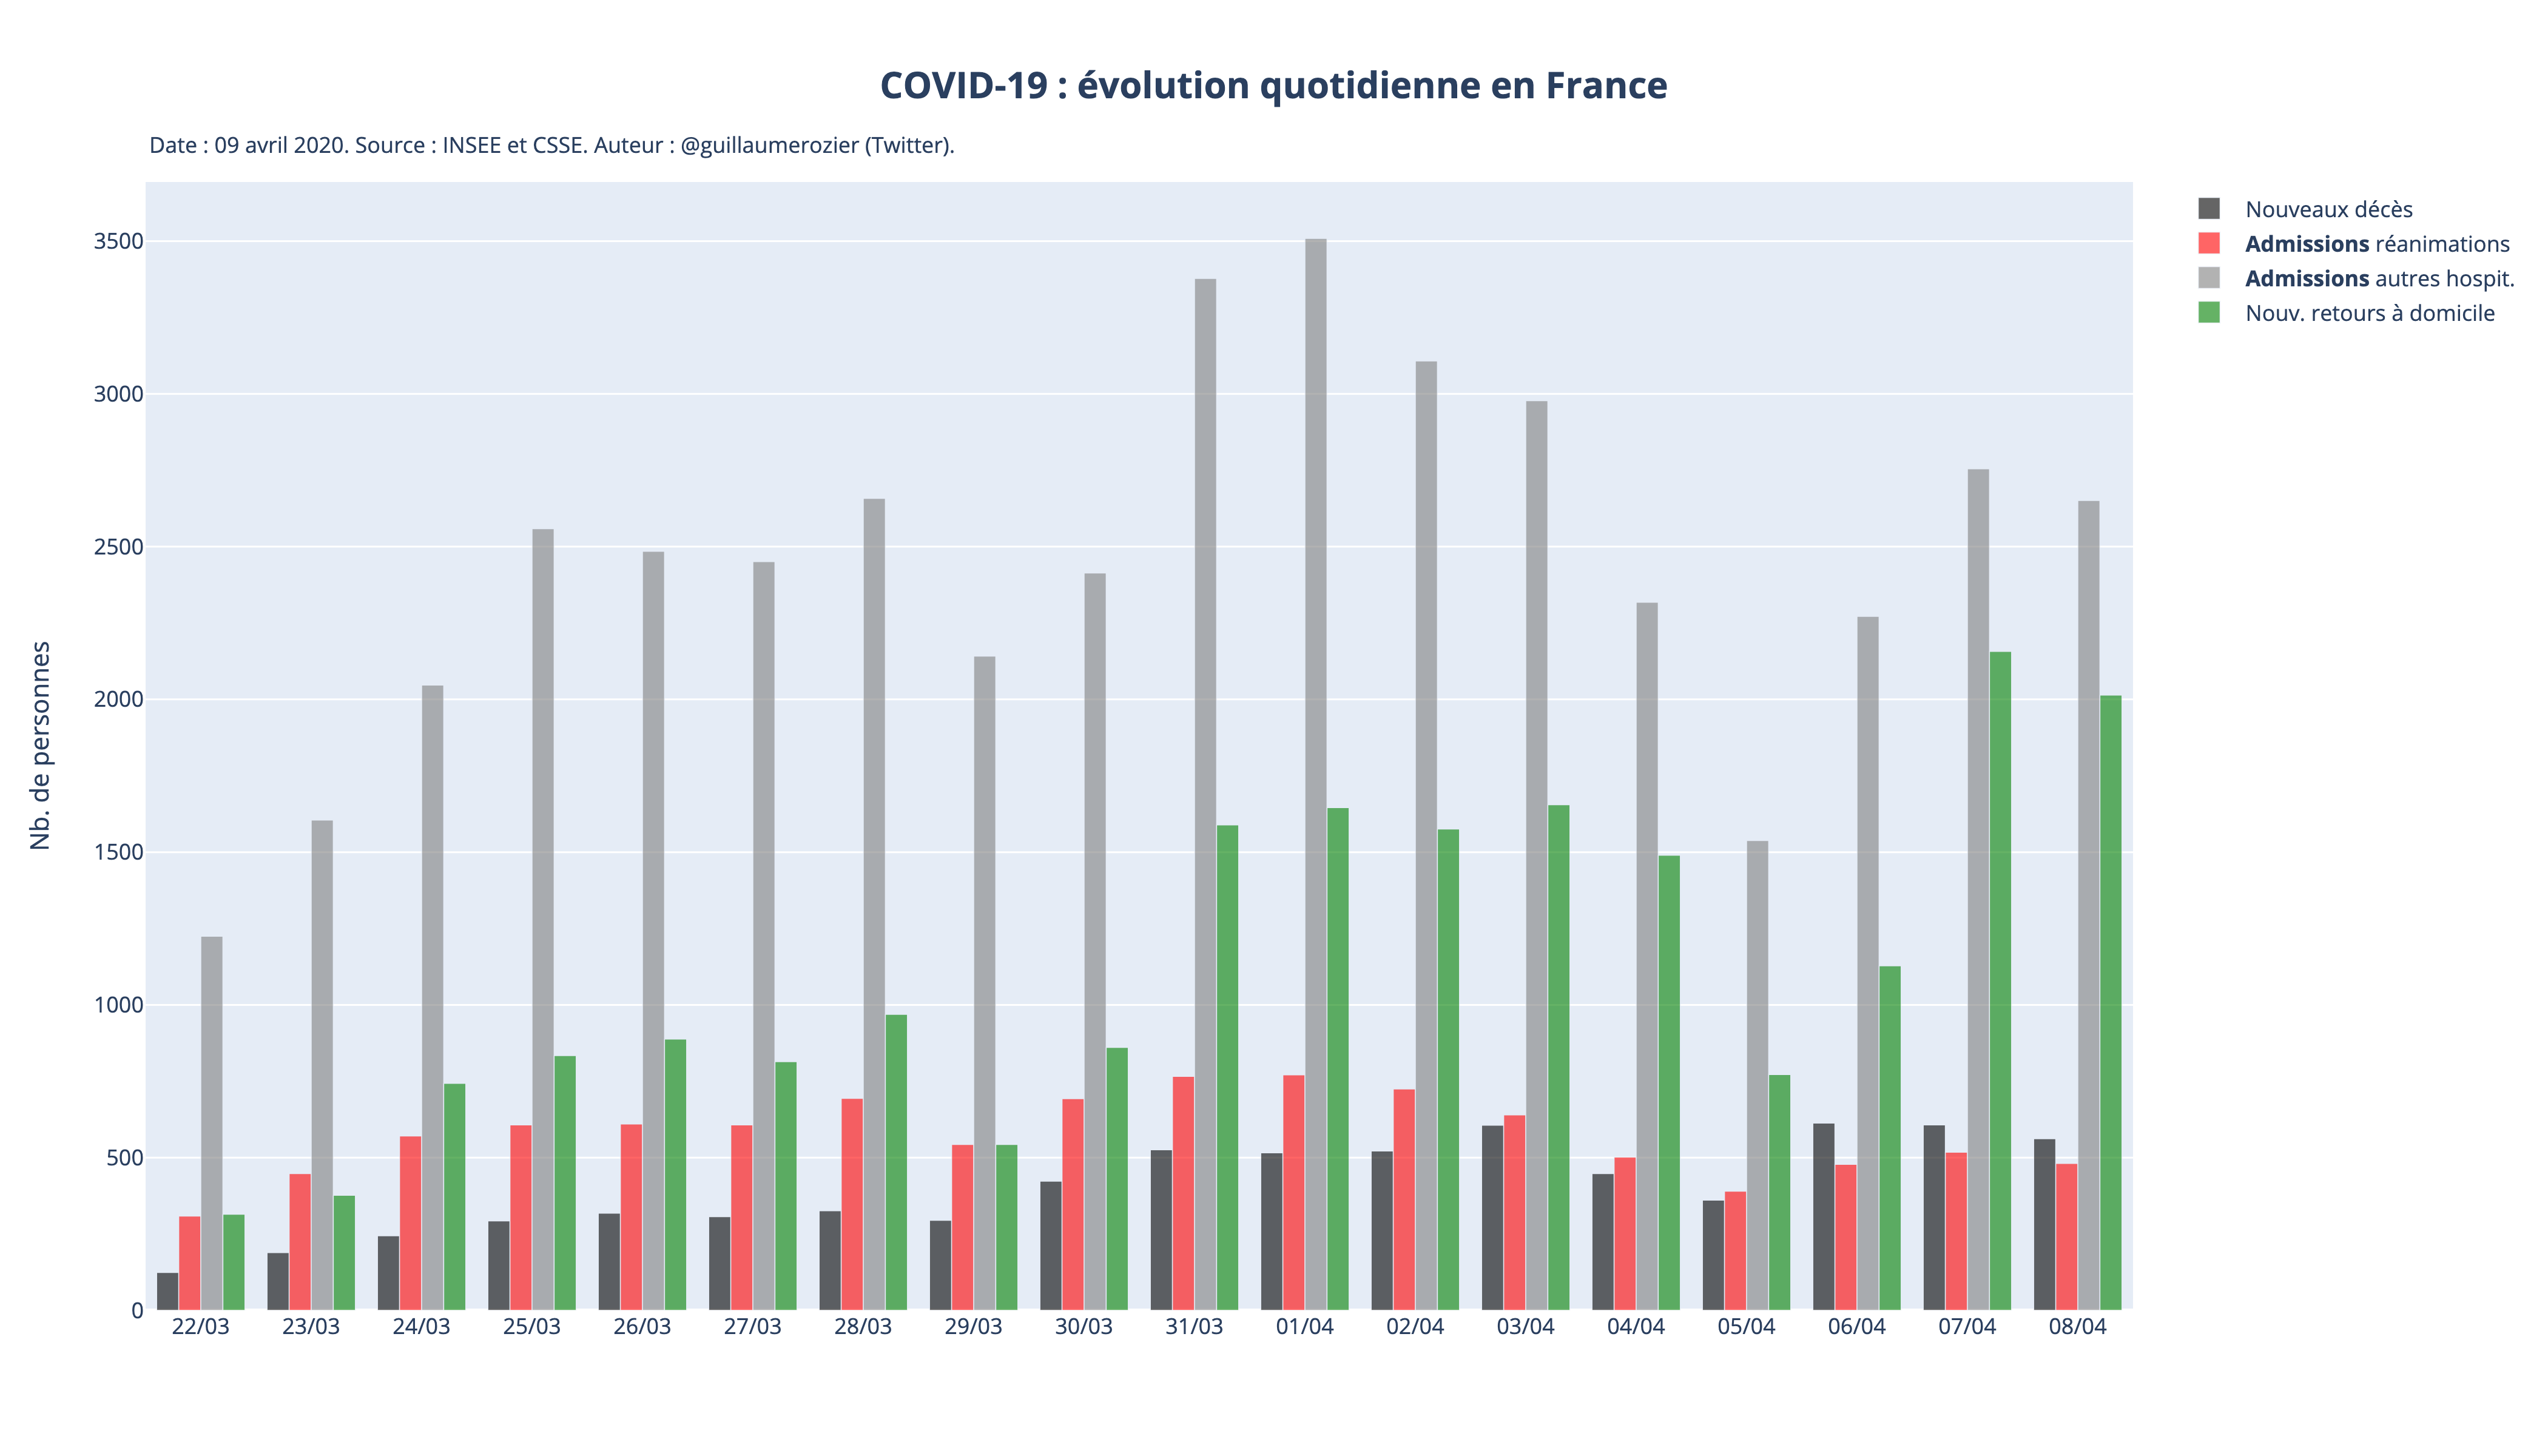 COVID-19 : évolution quotidienne en France
Date : 09 avril 2020. Source : INSEE et CSSE. Auteur : @guillaumerozier (Twitter).
Nouveaux décès
Admissions réanimations
Admissions autres hospit.
Nouv. retours à domicile
Nb. de personnes
3500
3000
2500
2000
1500
1000
500
0
22/03 23/03 24/03 25/03 26/03 27/03 28/03 29/03 30/03 31/03 01/04 02/04 03/04 04/04 05/04 06/04 07/04 08/04